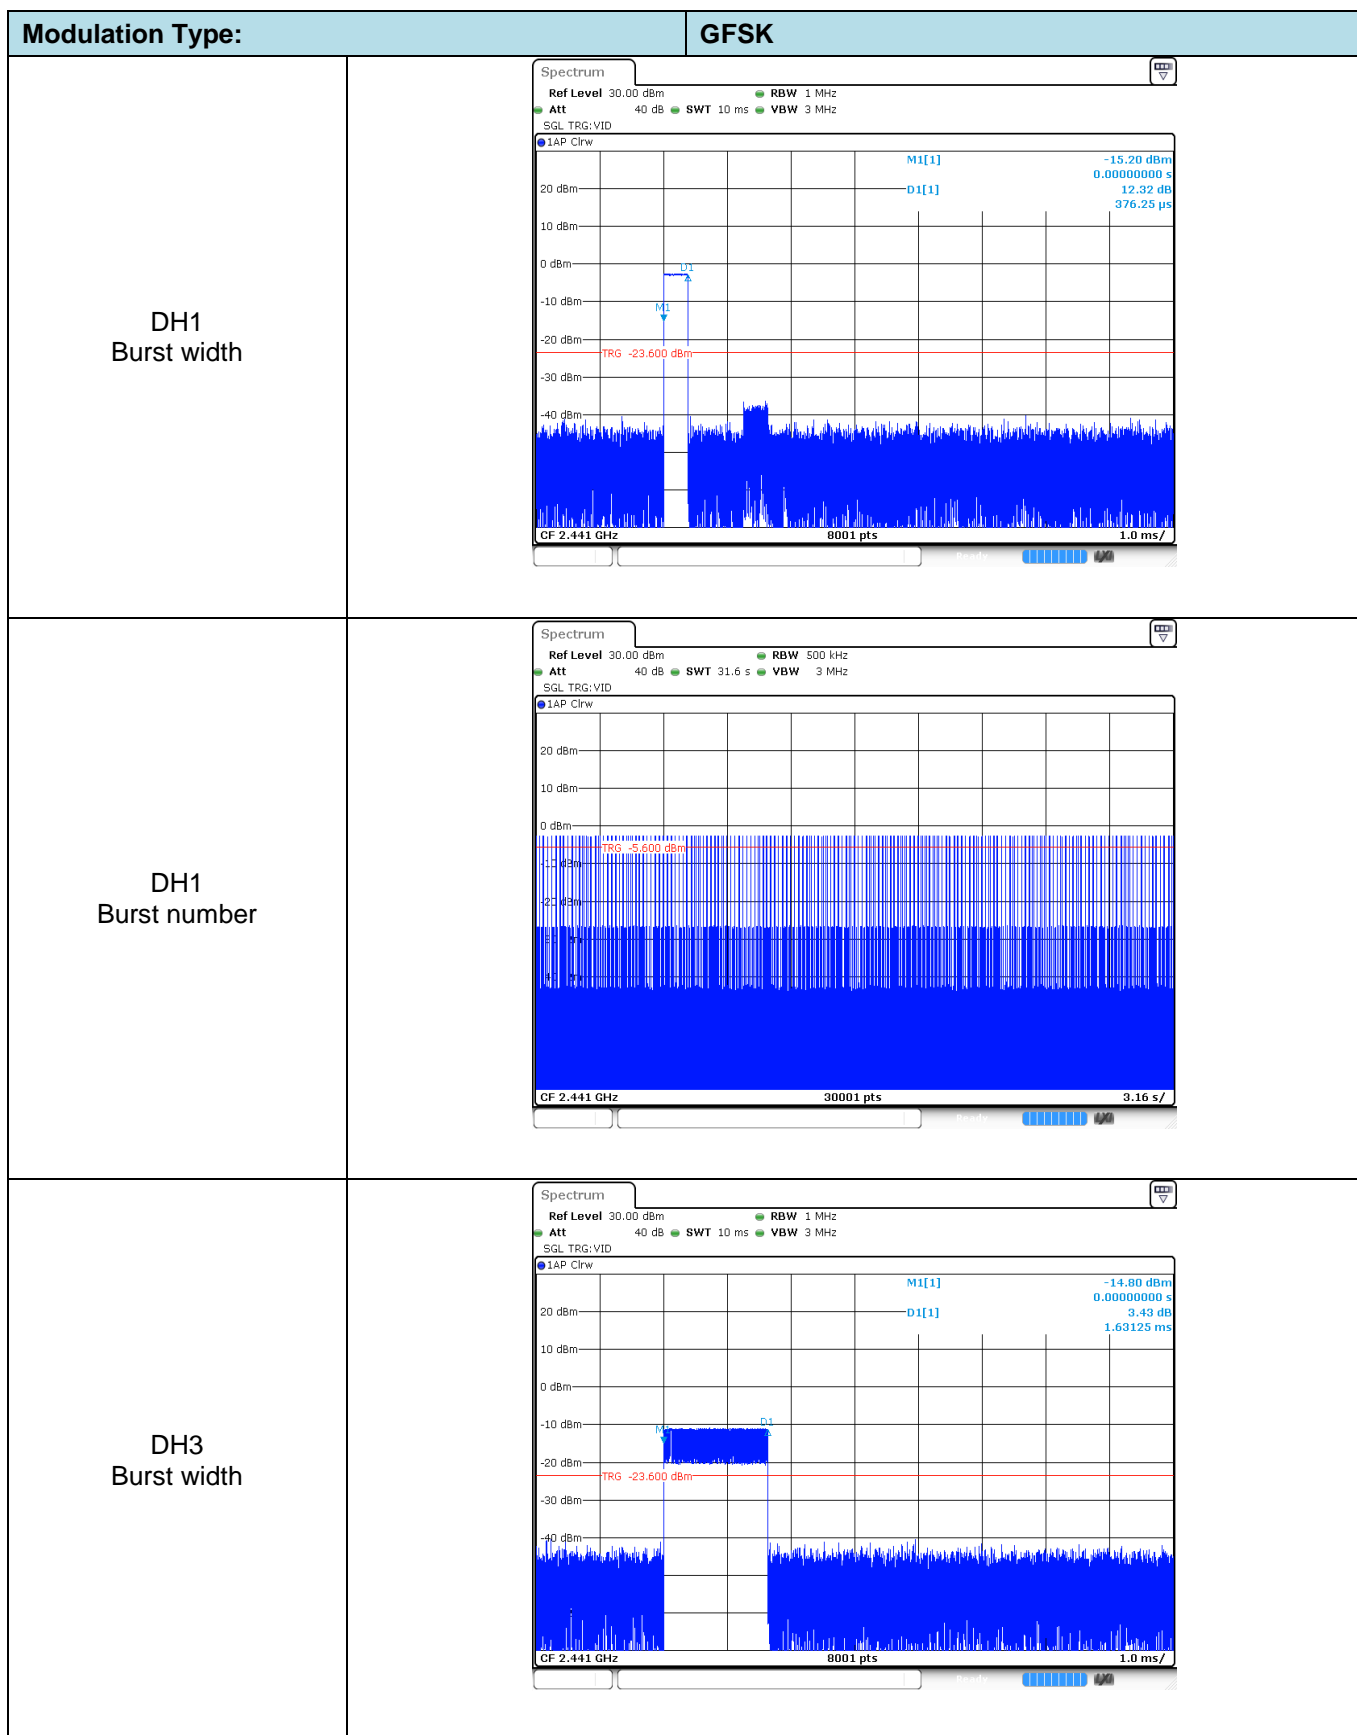 Modulation Type: GFSK
DH1
Burst width
Spectrum
Ref Level 30.00 dBm RBW 1 MHz
Att 40 dB SWT 10 ms VBW 3 MHz
SGL TRG:VID
1AP Clrw
M1[1] -15.20 dBm
0.00000000 s
20 dBm D1[1] 12.32 dB
376.25 µs
10 dBm
0 dBm
D1
-10 dBm
M1
-20 dBm
TRG -23.600 dBm
-30 dBm
-40 dBm
CF 2.441 GHz 8001 pts 1.0 ms/
Ready
DH1
Burst number
Spectrum
Ref Level 30.00 dBm RBW 500 kHz
Att 40 dB SWT 31.6 s VBW 3 MHz
SGL TRG:VID
1AP Clrw
20 dBm
10 dBm
0 dBm
TRG -5.600 dBm
-10 dBm
-20 dBm
CF 2.441 GHz 30001 pts 3.16 s/
Ready
DH3
Burst width
Spectrum
Ref Level 30.00 dBm RBW 1 MHz
Att 40 dB SWT 10 ms VBW 3 MHz
SGL TRG:VID
1AP Clrw
M1[1] -14.80 dBm
0.00000000 s
20 dBm D1[1] 3.43 dB
1.63125 ms
10 dBm
0 dBm
-10 dBm
M1 D1
-20 dBm
TRG -23.600 dBm
-30 dBm
-40 dBm
CF 2.441 GHz 8001 pts 1.0 ms/
Ready